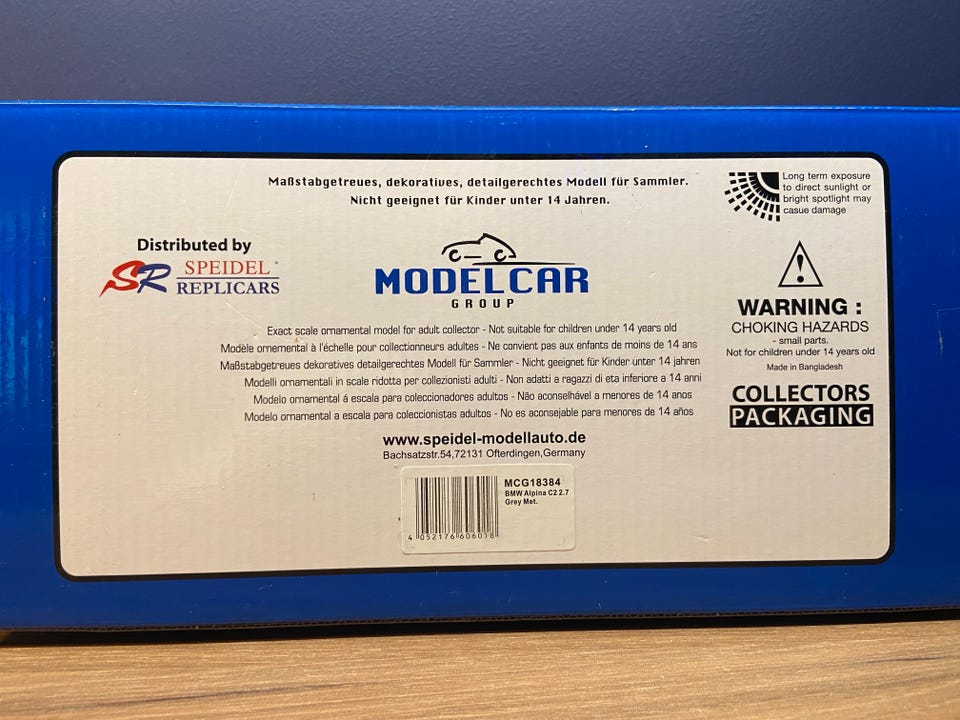 Maßstabgetreues, dekoratives, detailgerechtes Modell für Sammler.
Nicht geeignet für Kinder unter 14 Jahren.
Long term exposure
to direct sunlight or
bright spotlight may
casue damage
Distributed by
SR SPEIDEL
REPLICARS
MODELCAR
GROUP
WARNING :
CHOKING HAZARDS
- small parts.
Not for children under 14 years old
Made in Bangladesh
COLLECTORS
PACKAGING
Exact scale ornamental model for adult collector - Not suitable for children under 14 years old
Modèle ornemental à l'échelle pour collectionneurs adultes - Ne convient pas aux enfants de moins de 14 ans
Maßstabgetreues dekoratives detailgerechtes Modell für Sammler - Nicht geeignet für Kinder unter 14 jahren
Modelli ornamentali in scale ridotta per collezionisti adulti - Non adatti a ragazzi di eta inferiore a 14 anni
Modelo ornamental á escala para coleccionadores adultos - Não aconselhável a menores de 14 anos
Modelo ornamental a escala para coleccionistas adultos - No es aconsejable para menores de 14 años
www.speidel-modellauto.de
Bachsatzstr.54,72131 Ofterdingen,Germany
MCG18384
BMW Alpina C2 2.7
Grey Met.
4 052176 606018